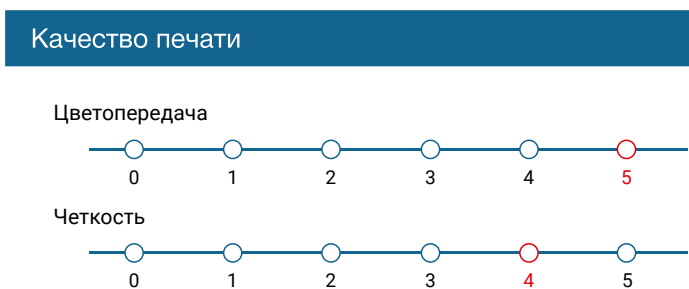 Качество печати
Цветопередача
0 1 2 3 4 5
Четкость
0 1 2 3 4 5